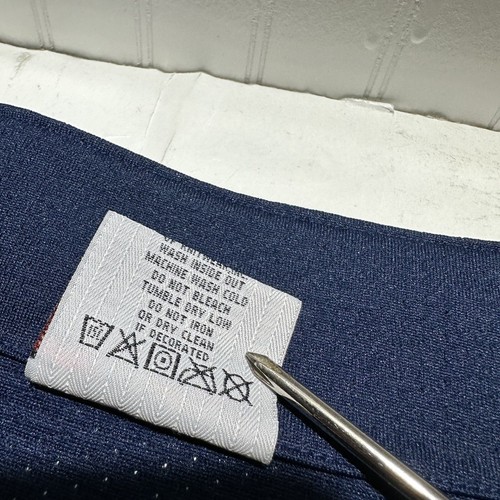 WASH INSIDE OUT
MACHINE WASH COLD
DO NOT BLEACH
TUMBLE DRY LOW
DO NOT IRON
OR DRY CLEAN
IF DECORATED